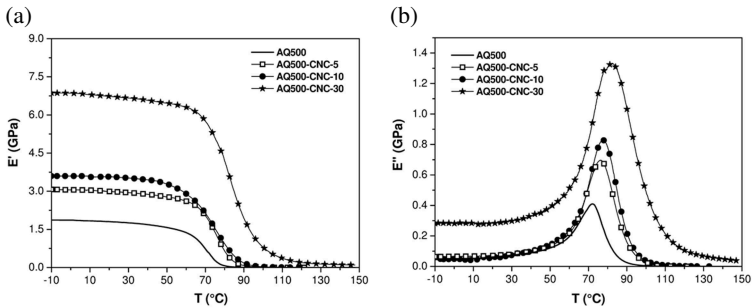 (a)
9.0
7.5
6.0
4.5
3.0
1.5
0.0
E' (GPa)
AQ500
AQ500-CNC-5
AQ500-CNC-10
AQ500-CNC-30
-10 10 30 50 70 90 110 130 150
T (°C)
(b)
1.4
1.2
1.0
0.8
0.6
0.4
0.2
0.0
E'' (GPa)
AQ500
AQ500-CNC-5
AQ500-CNC-10
AQ500-CNC-30
-10 10 30 50 70 90 110 130 150
T (°C)